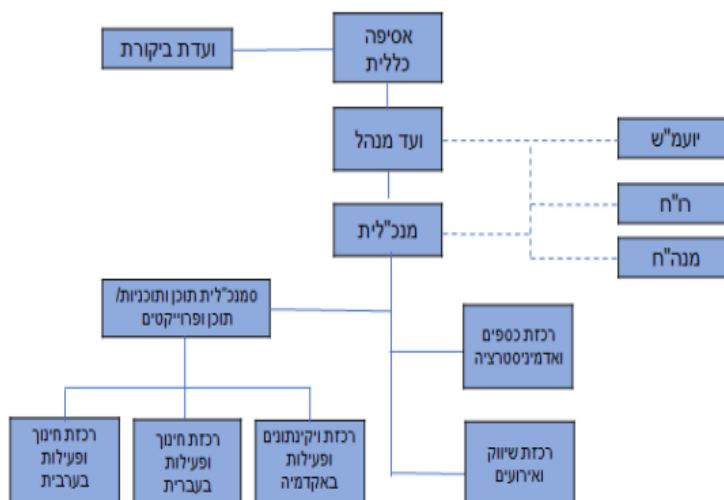 אסיפה
כללית
ועדת ביקורת
ועד מנהל
יועמ"ש
רו"ח
מנה"ח
מנכ"לית
סמנכ"לית תוכן ותוכניות/
תוכן ופרוייקטים
רכזת כספים
ואדמיניסטרציה
רכזת ויקינתונים
ופעילות
באקדמיה
רכזת חינוך
ופעילות
בעברית
רכזת חינוך
ופעילות
בערבית
רכזת שיווק
ואירועים